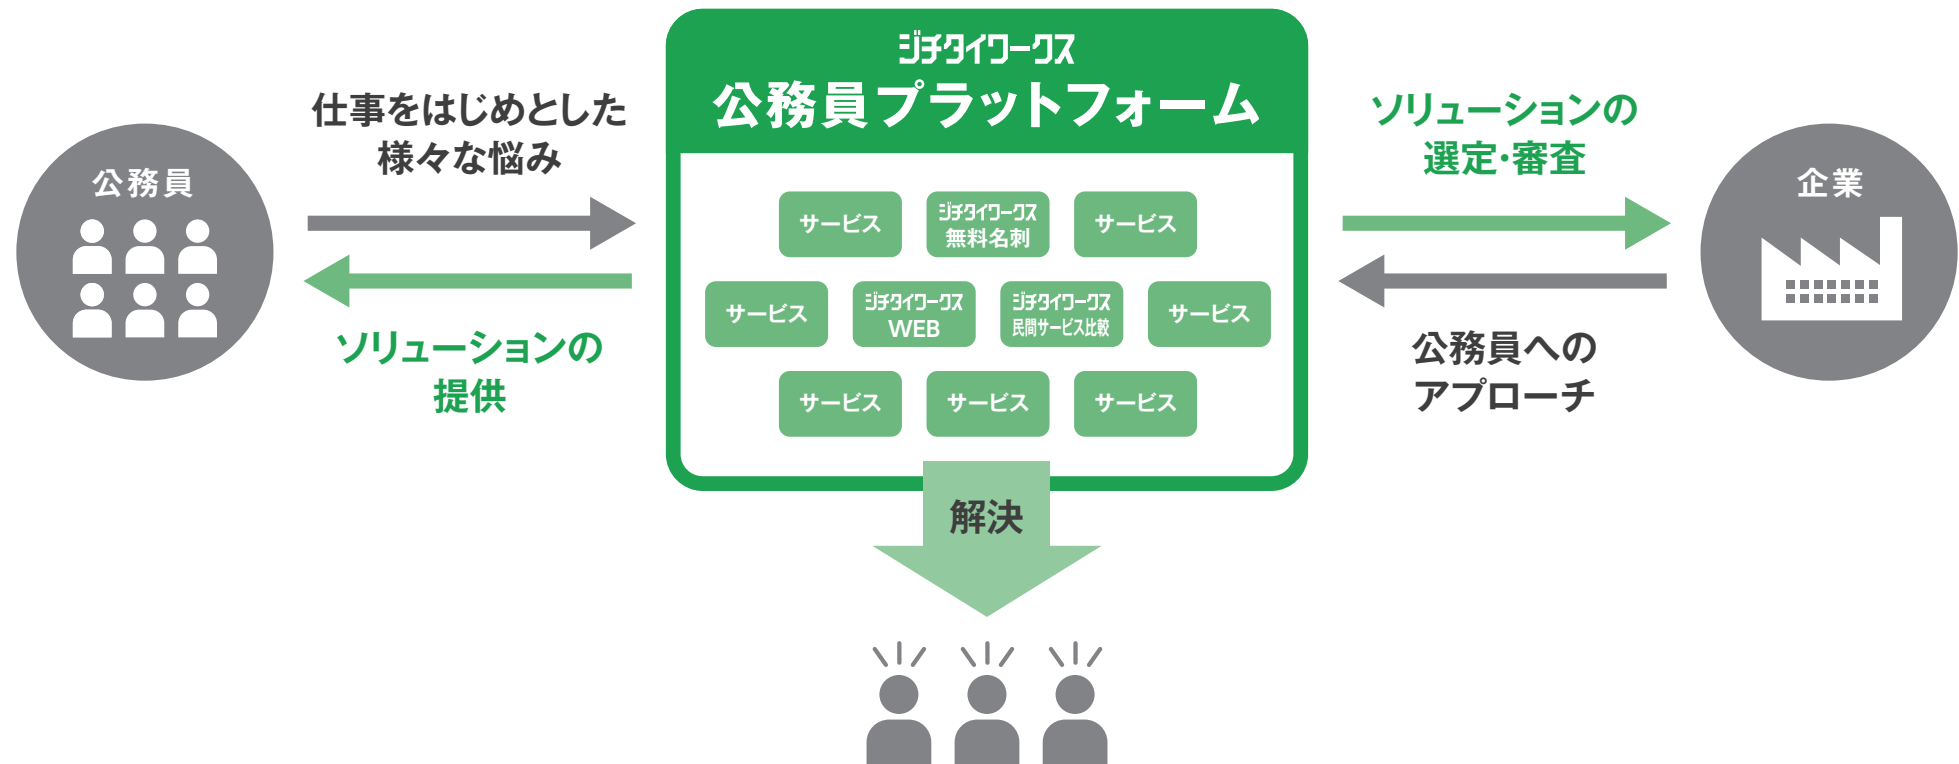 ジチタイワークス
公務員プラットフォーム
公務員
仕事をはじめとした
様々な悩み
ソリューションの
提供
サービス
ジチタイワークス
無料名刺
サービス
サービス
ジチタイワークス
WEB
ジチタイワークス
民間サービス比較
サービス
サービス
サービス
サービス
ソリューションの
選定・審査
公務員への
アプローチ
企業
解決